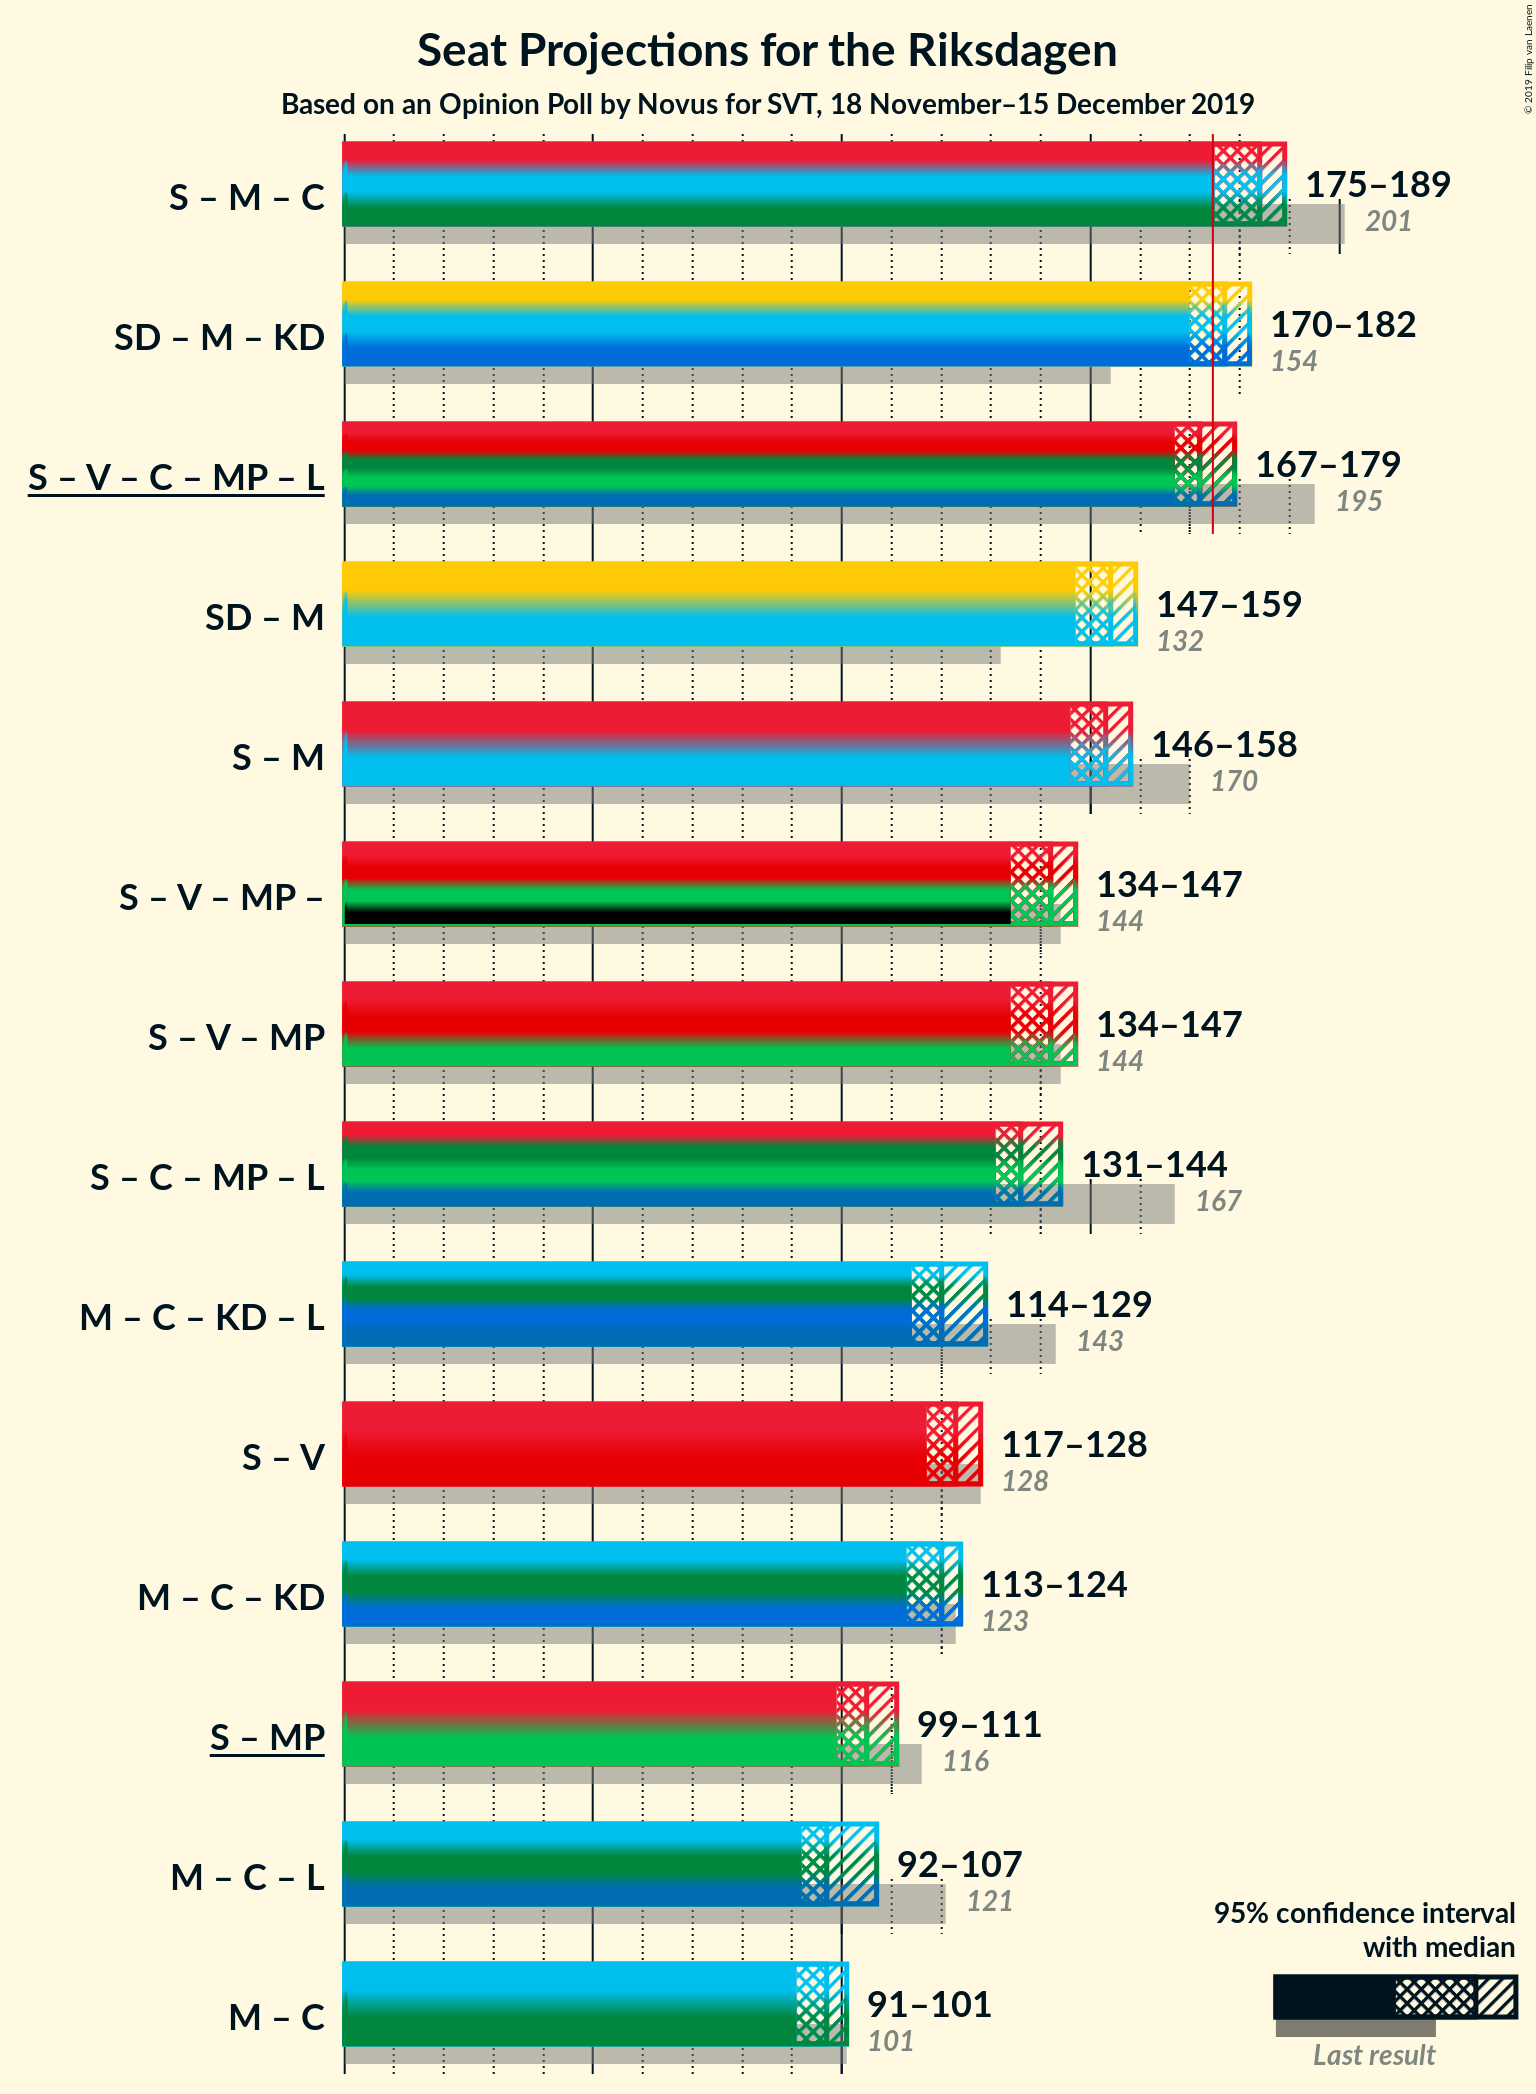 Seat Projections for the Riksdagen
Based on an Opinion Poll by Novus for SVT, 18 November–15 December 2019
© 2019 Filip van Laenen
S – M – C
175–189
201
SD – M – KD
170–182
154
S – V – C – MP – L
167–179
195
SD – M
147–159
132
S – M
146–158
170
S – V – MP –
134–147
144
S – V – MP
134–147
144
S – C – MP – L
131–144
167
M – C – KD – L
114–129
143
S – V
117–128
128
M – C – KD
113–124
123
S – MP
99–111
116
M – C – L
92–107
121
M – C
91–101
101
95% confidence interval
with median
Last result